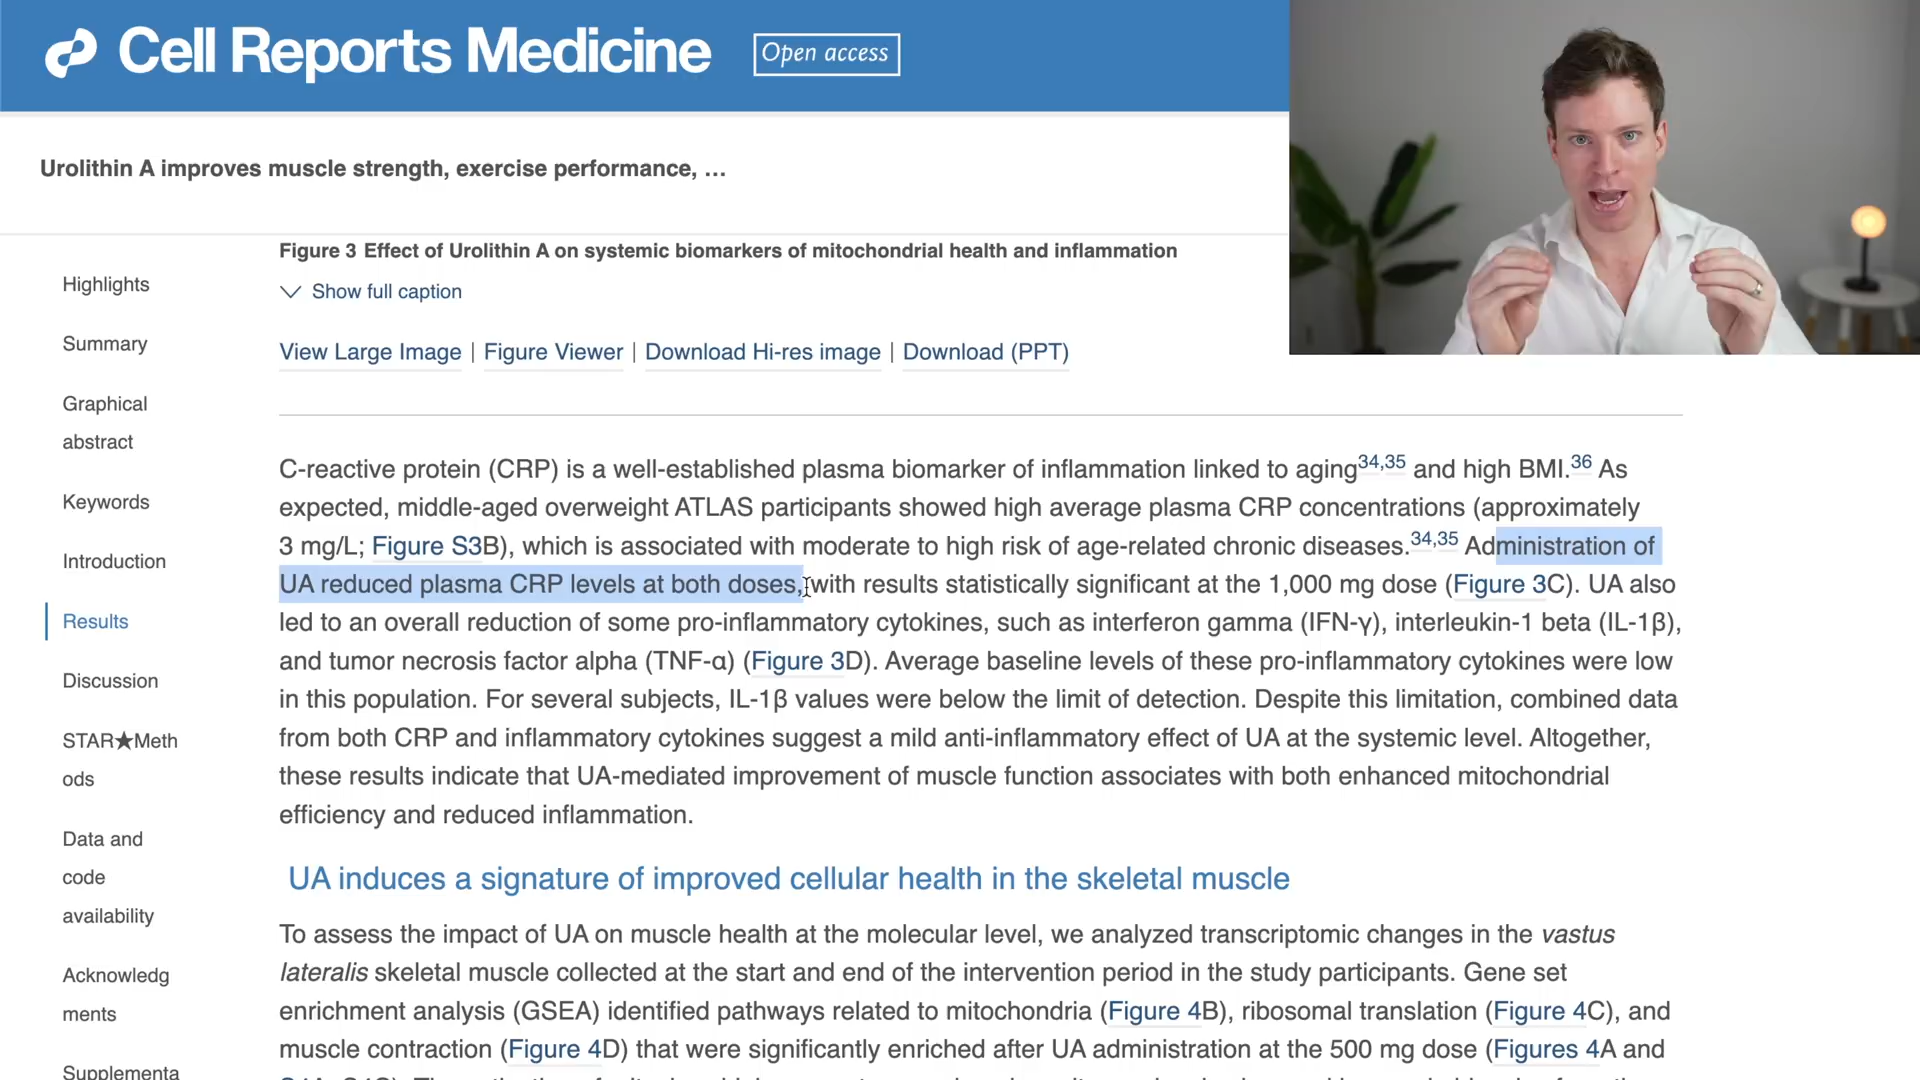 Cell Reports Medicine
Open access
Urolithin A improves muscle strength, exercise performance, ...
Highlights
Summary
Graphical
abstract
Keywords
Introduction
Results
Discussion
STAR★Meth
ods
Data and
code
availability
Acknowledg
ments
Supplementa
Figure 3 Effect of Urolithin A on systemic biomarkers of mitochondrial health and inflammation
Show full caption
View Large Image | Figure Viewer | Download Hi-res image | Download (PPT)
C-reactive protein (CRP) is a well-established plasma biomarker of inflammation linked to aging34,35 and high BMI.36 As
expected, middle-aged overweight ATLAS participants showed high average plasma CRP concentrations (approximately
3 mg/L; Figure S3B), which is associated with moderate to high risk of age-related chronic diseases.34,35 Administration of
UA reduced plasma CRP levels at both doses, with results statistically significant at the 1,000 mg dose (Figure 3C). UA also
led to an overall reduction of some pro-inflammatory cytokines, such as interferon gamma (IFN-γ), interleukin-1 beta (IL-1β),
and tumor necrosis factor alpha (TNF-α) (Figure 3D). Average baseline levels of these pro-inflammatory cytokines were low
in this population. For several subjects, IL-1β values were below the limit of detection. Despite this limitation, combined data
from both CRP and inflammatory cytokines suggest a mild anti-inflammatory effect of UA at the systemic level. Altogether,
these results indicate that UA-mediated improvement of muscle function associates with both enhanced mitochondrial
efficiency and reduced inflammation.
UA induces a signature of improved cellular health in the skeletal muscle
To assess the impact of UA on muscle health at the molecular level, we analyzed transcriptomic changes in the vastus
lateralis skeletal muscle collected at the start and end of the intervention period in the study participants. Gene set
enrichment analysis (GSEA) identified pathways related to mitochondria (Figure 4B), ribosomal translation (Figure 4C), and
muscle contraction (Figure 4D) that were significantly enriched after UA administration at the 500 mg dose (Figures 4A and